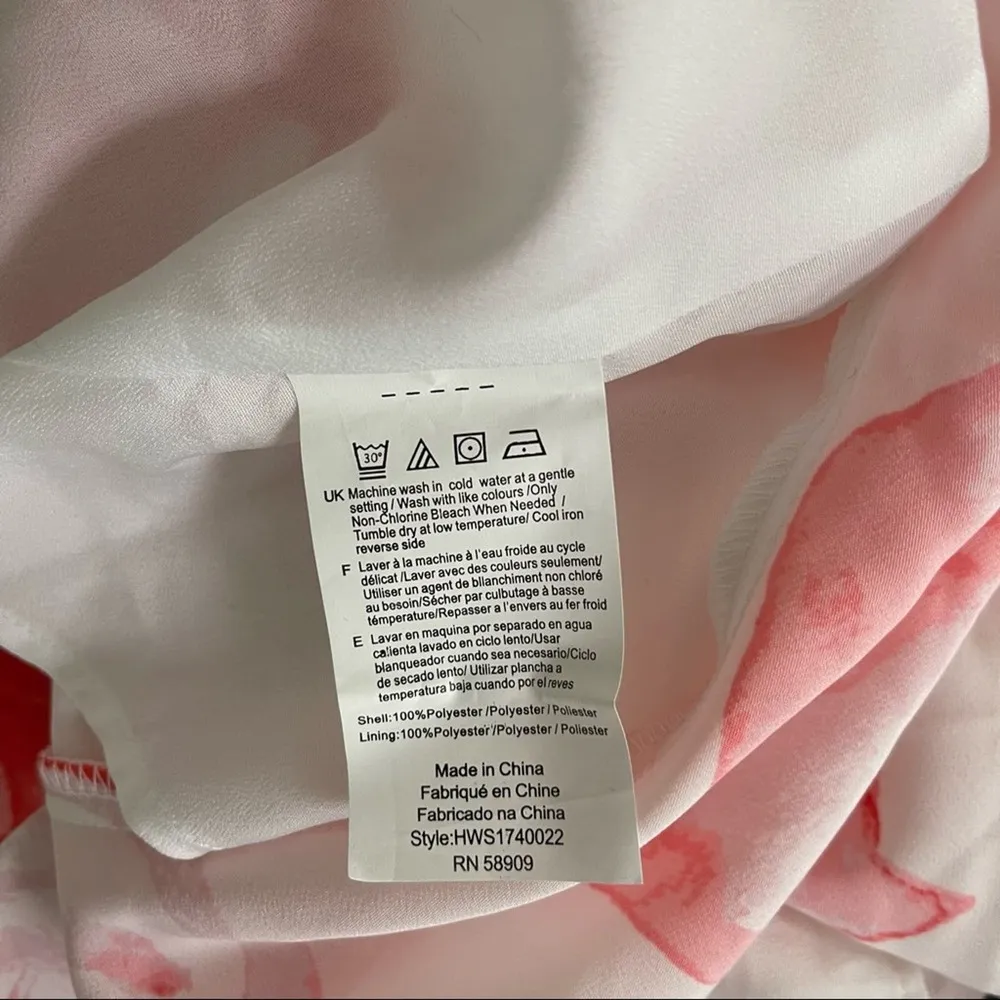 30°
UK Machine wash in cold water at a gentle
setting / Wash with like colours /Only
Non-Chlorine Bleach When Needed /
Tumble dry at low temperature/ Cool iron
reverse side
F Laver à la machine à l'eau froide au cycle
délicat /Laver avec des couleurs seulement/
Utiliser un agent de bllanchiment non chloré
au besoin/Sécher par culbutage à basse
témpérature/Repasser a l'envers au fer froid
E Lavar en maquina por separado en agua
calienta lavado en ciclo lento/Usar
blanqueador cuando sea necesario/Ciclo
de secado lento/ Utilizar plancha a
temperatura baja cuando por el reves
Shell:100%Polyester /Polyester / Poliester
Lining:100%Polyester /Polyester / Poliester
Made in China
Fabriqué en Chine
Fabricado na China
Style:HWS1740022
RN 58909